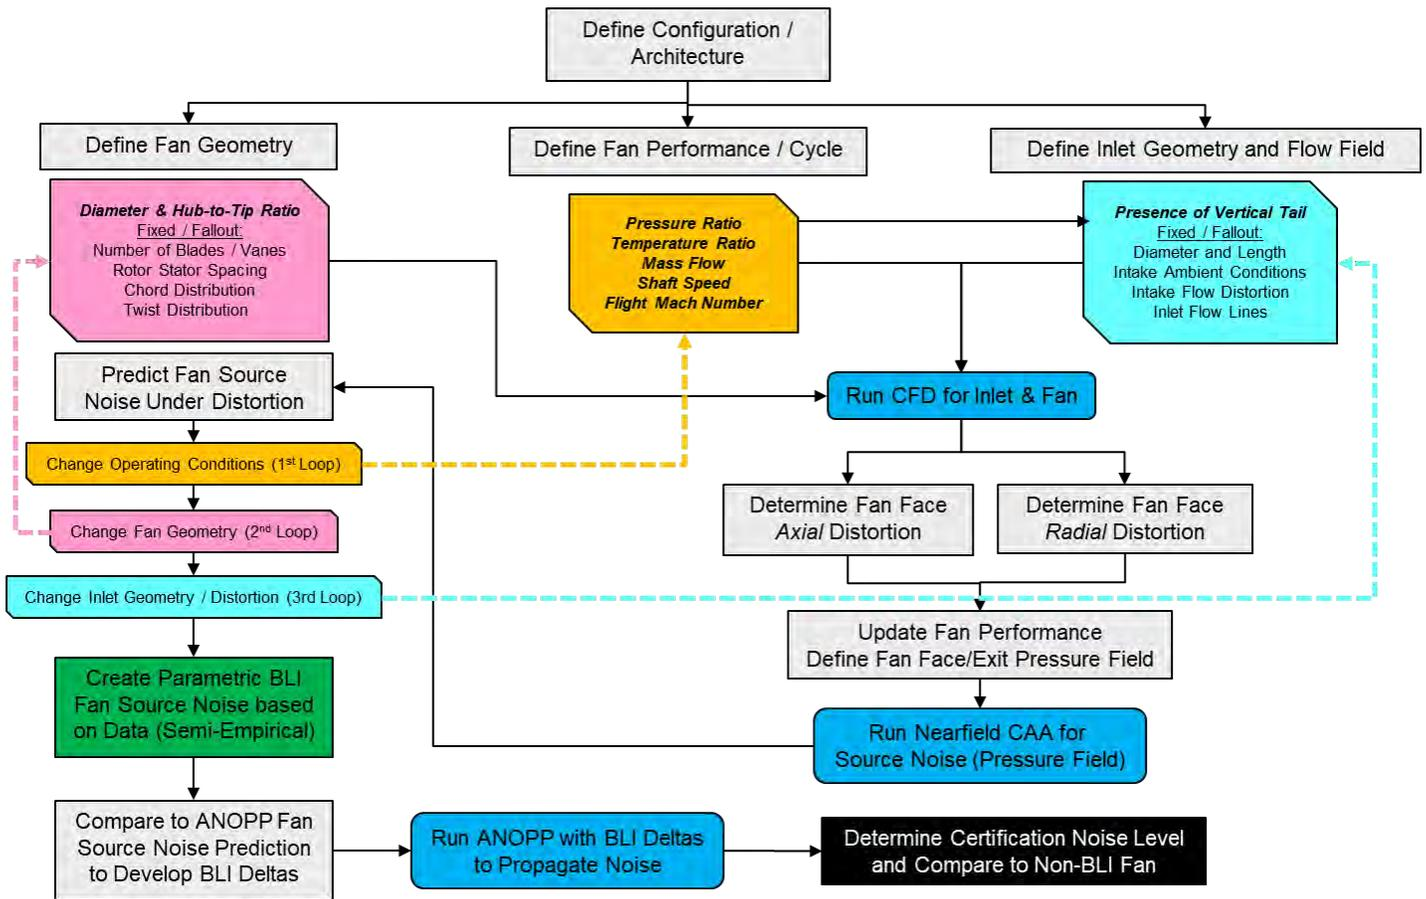 Define Configuration /
Architecture
Define Fan Geometry
Define Fan Performance / Cycle
Define Inlet Geometry and Flow Field
Diameter & Hub-to-Tip Ratio
Fixed / Fallout:
Number of Blades / Vanes
Rotor Stator Spacing
Chord Distribution
Twist Distribution
Pressure Ratio
Temperature Ratio
Mass Flow
Shaft Speed
Flight Mach Number
Presence of Vertical Tail
Fixed / Fallout:
Diameter and Length
Intake Ambient Conditions
Intake Flow Distortion
Inlet Flow Lines
Predict Fan Source
Noise Under Distortion
Run CFD for Inlet & Fan
Change Operating Conditions (1st Loop)
Change Fan Geometry (2nd Loop)
Change Inlet Geometry / Distortion (3rd Loop)
Determine Fan Face
Axial Distortion
Determine Fan Face
Radial Distortion
Update Fan Performance
Define Fan Face/Exit Pressure Field
Create Parametric BLI
Fan Source Noise based
on Data (Semi-Empirical)
Run Nearfield CAA for
Source Noise (Pressure Field)
Compare to ANOPP Fan
Source Noise Prediction
to Develop BLI Deltas
Run ANOPP with BLI Deltas
to Propagate Noise
Determine Certification Noise Level
and Compare to Non-BLI Fan